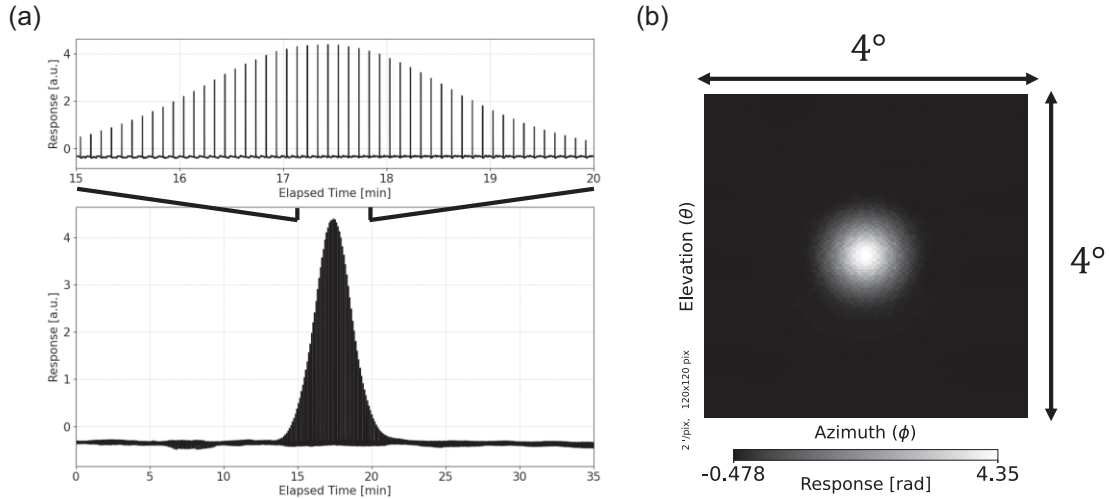 (a)
4
2
0
Response [a.u.]
15
16
17
18
19
20
Elapsed Time [min]
4
3
2
1
0
Response [a.u.]
0
5
10
15
20
25
30
35
Elapsed Time [min]
(b)
4°
4°
Elevation (θ)
2 '/pix, 120x120 pix
Azimuth (ϕ)
-0.478
4.35
Response [rad]